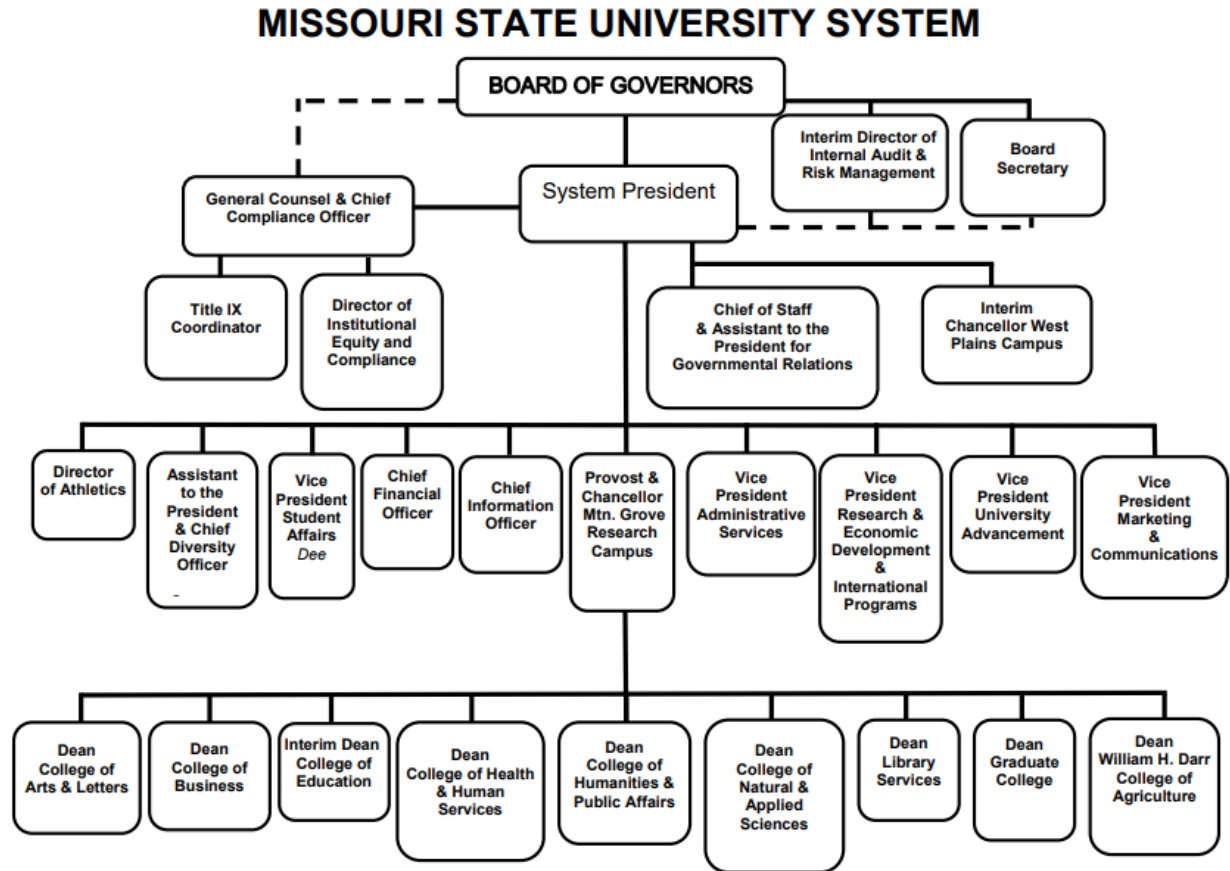 MISSOURI STATE UNIVERSITY SYSTEM
BOARD OF GOVERNORS
Interim Director of
Internal Audit &
Risk Management
Board
Secretary
General Counsel & Chief
Compliance Officer
System President
Title IX
Coordinator
Director of
Institutional
Equity and
Compliance
Chief of Staff
& Assistant to the
President for
Governmental Relations
Interim
Chancellor West
Plains Campus
Director
of Athletics
Assistant
to the
President
& Chief
Diversity
Officer
-
Vice
President
Student
Affairs
Dee
Chief
Financial
Officer
Chief
Information
Officer
Provost &
Chancellor
Mtn. Grove
Research
Campus
Vice
President
Administrative
Services
Vice
President
Research &
Economic
Development
&
International
Programs
Vice
President
University
Advancement
Vice
President
Marketing
&
Communications
Dean
College of
Arts & Letters
Dean
College of
Business
Interim Dean
College of
Education
Dean
College of Health
& Human
Services
Dean
College of
Humanities &
Public Affairs
Dean
College of
Natural &
Applied
Sciences
Dean
Library
Services
Dean
Graduate
College
Dean
William H. Darr
College of
Agriculture